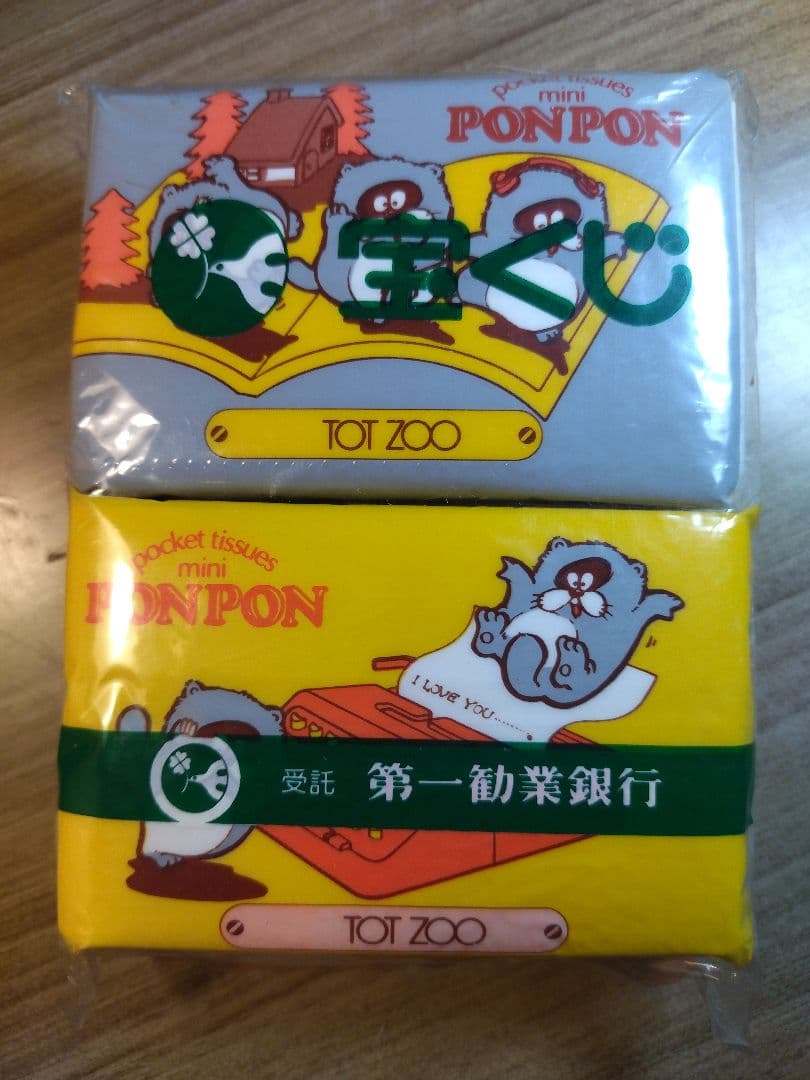 pocket tissues
mini
PONPON
宝くじ
TOT ZOO
pocket tissues
mini
PONPON
I LOVE YOU........
受託 第一勧業銀行
TOT ZOO